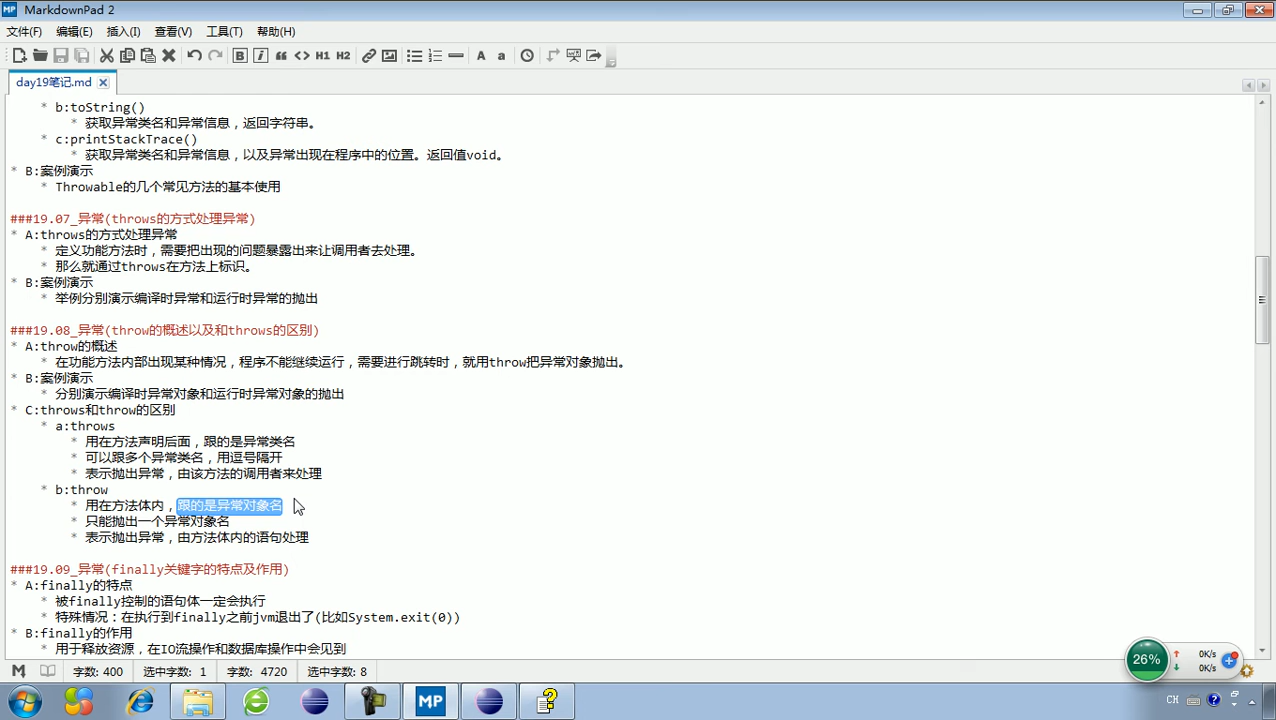 MarkdownPad 2
文件(F) 编辑(E) 插入(I) 查看(V) 工具(T) 帮助(H)
B i “ <> H1 H2 A a
day19笔记.md
* b:toString()
* 获取异常类名和异常信息，返回字符串。
* c:printStackTrace()
* 获取异常类名和异常信息，以及异常出现在程序中的位置。返回值void。
* B:案例演示
* Throwable的几个常见方法的基本使用
###19.07_异常(throws的方式处理异常)
* A:throws的方式处理异常
* 定义功能方法时，需要把出现的问题暴露出来让调用者去处理。
* 那么就通过throws在方法上标识。
* B:案例演示
* 举例分别演示编译时异常和运行时异常的抛出
###19.08_异常(throw的概述以及和throws的区别)
* A:throw的概述
* 在功能方法内部出现某种情况，程序不能继续运行，需要进行跳转时，就用throw把异常对象抛出。
* B:案例演示
* 分别演示编译时异常对象和运行时异常对象的抛出
* C:throws和throw的区别
* a:throws
* 用在方法声明后面，跟的是异常类名
* 可以跟多个异常类名，用逗号隔开
* 表示抛出异常，由该方法的调用者来处理
* b:throw
* 用在方法体内，跟的是异常对象名
* 只能抛出一个异常对象名
* 表示抛出异常，由方法体内的语句处理
###19.09_异常(finally关键字的特点及作用)
* A:finally的特点
* 被finally控制的语句体一定会执行
* 特殊情况：在执行到finally之前jvm退出了(比如System.exit(0))
* B:finally的作用
* 用于释放资源，在IO流操作和数据库操作中会见到
26% 0K/s
0K/s
字数: 400 选中字数: 1 字数: 4720 选中字数: 8
MP CH